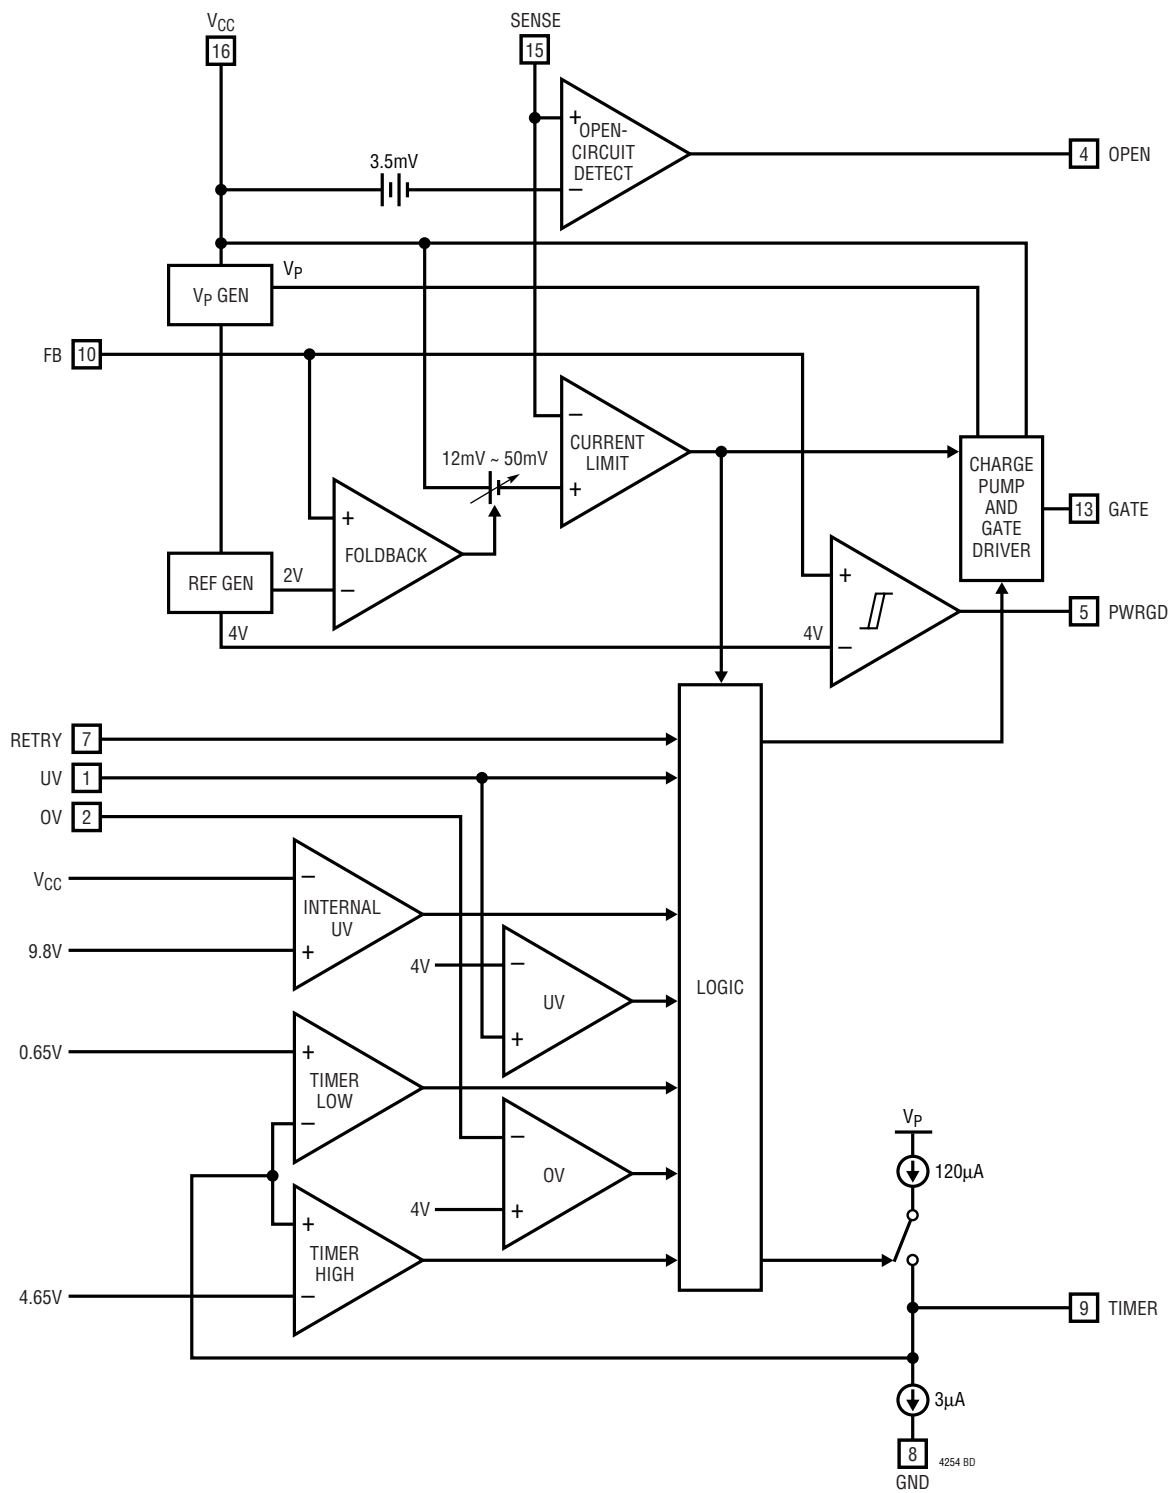 VCC
16
SENSE
15
+
OPEN-
CIRCUIT
DETECT
−
4
OPEN
3.5mV
VP
VP GEN
FB
10
−
CURRENT
LIMIT
+
12mV ~ 50mV
CHARGE
PUMP
AND
GATE
DRIVER
13
GATE
+
FOLDBACK
−
REF GEN
2V
4V
4V
+
−
5
PWRGD
RETRY
7
UV
1
OV
2
VCC
−
INTERNAL
UV
+
9.8V
4V
−
UV
+
LOGIC
0.65V
+
TIMER
LOW
−
−
OV
+
4V
+
TIMER
HIGH
−
4.65V
VP
120µA
9
TIMER
3µA
8
GND
4254 BD